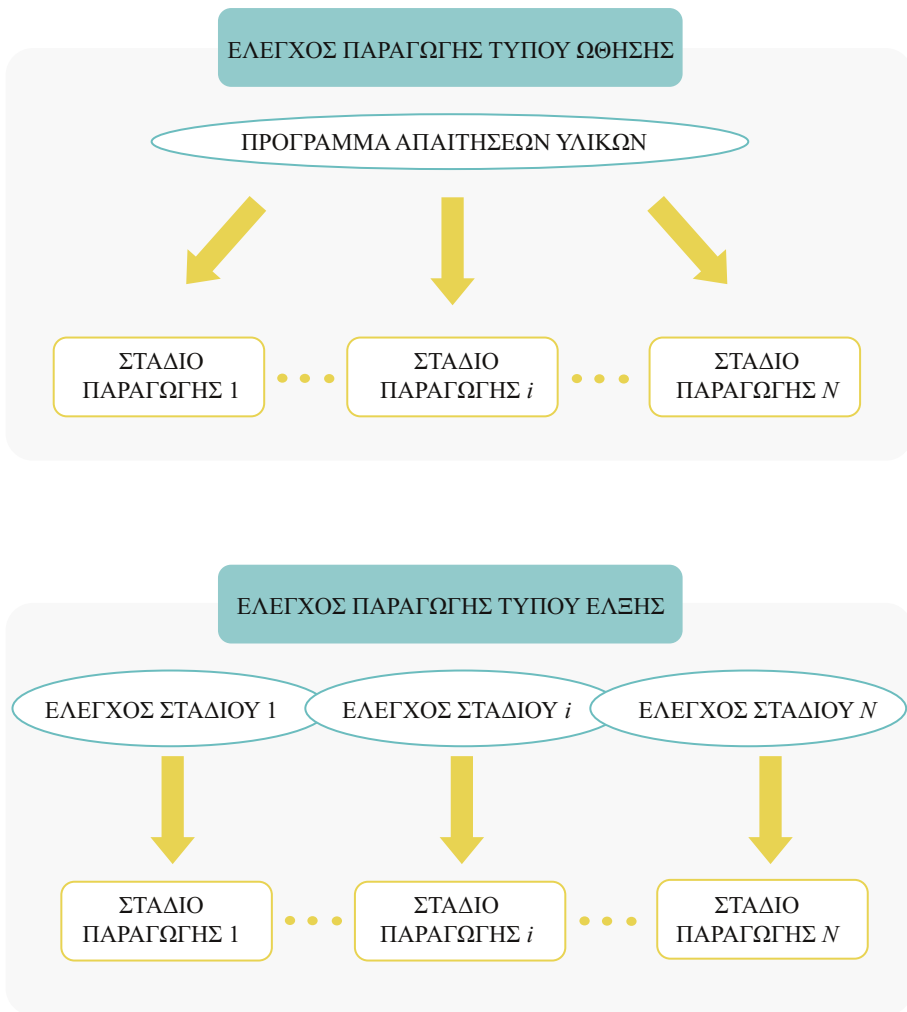 ΕΛΕΓΧΟΣ ΠΑΡΑΓΩΓΗΣ ΤΥΠΟΥ ΩΘΗΣΗΣ
ΠΡΟΓΡΑΜΜΑ ΑΠΑΙΤΗΣΕΩΝ ΥΛΙΚΩΝ
ΣΤΑΔΙΟ
ΠΑΡΑΓΩΓΗΣ 1
ΣΤΑΔΙΟ
ΠΑΡΑΓΩΓΗΣ i
ΣΤΑΔΙΟ
ΠΑΡΑΓΩΓΗΣ N
ΕΛΕΓΧΟΣ ΠΑΡΑΓΩΓΗΣ ΤΥΠΟΥ ΕΛΞΗΣ
ΕΛΕΓΧΟΣ ΣΤΑΔΙΟΥ 1
ΕΛΕΓΧΟΣ ΣΤΑΔΙΟΥ i
ΕΛΕΓΧΟΣ ΣΤΑΔΙΟΥ N
ΣΤΑΔΙΟ
ΠΑΡΑΓΩΓΗΣ 1
ΣΤΑΔΙΟ
ΠΑΡΑΓΩΓΗΣ i
ΣΤΑΔΙΟ
ΠΑΡΑΓΩΓΗΣ N